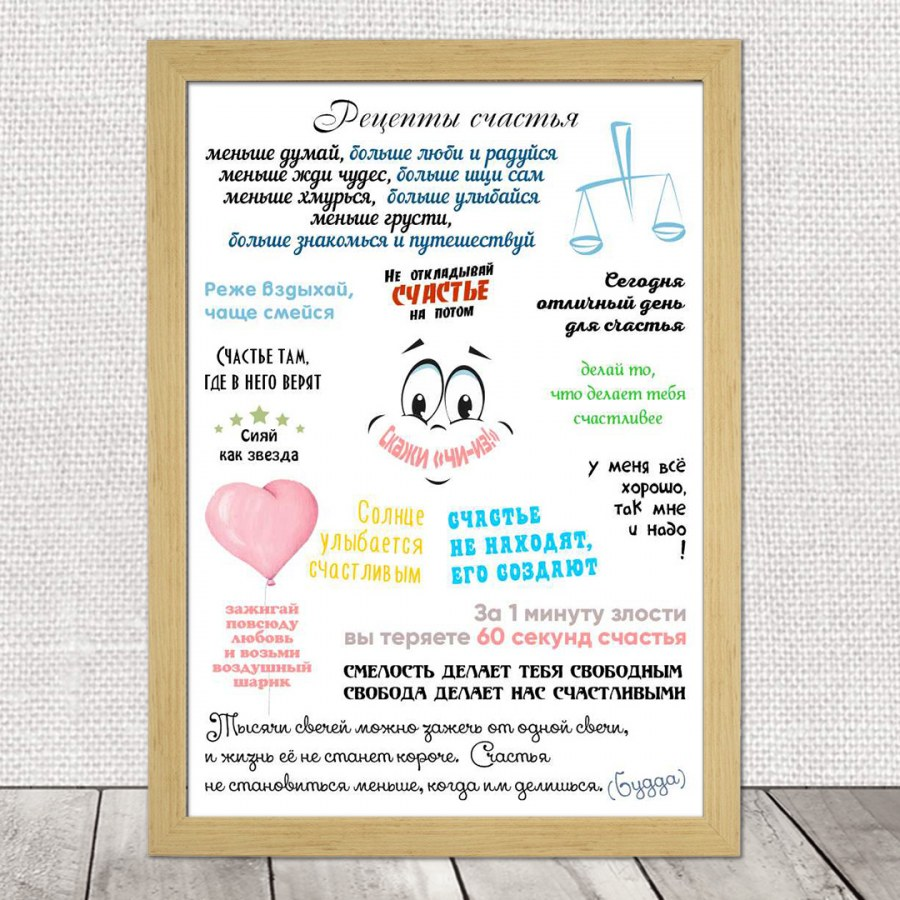 Рецепты счастья
меньше думай, больше люби и радуйся
меньше жди чудес, больше ищи сам
меньше хмурься, больше улыбайся
меньше грусти,
больше знакомься и путешествуй
Реже вздыхай,
чаще смейся
Не откладывай
СЧАСТЬЕ
на потом
Сегодня
отличный день
для счастья
Счастье там,
где в него верят
делай то,
что делает тебя
счастливее
Сияй
как звезда
Скажи «чи-из!»
у меня всё
хорошо,
так мне
и надо
!
Солнце
улыбается
счастливым
СЧАСТЬЕ
НЕ НАХОДЯТ,
ЕГО СОЗДАЮТ
зажигай
повсюду
любовь
и возьми
воздушный
шарик
За 1 минуту злости
вы теряете 60 секунд счастья
СМЕЛОСТЬ ДЕЛАЕТ ТЕБЯ СВОБОДНЫМ
СВОБОДА ДЕЛАЕТ НАС СЧАСТЛИВЫМИ
Тысячи свечей можно зажечь от одной свечи,
и жизнь её не станет короче. Счастья
не становиться меньше, когда им делишься. (Будда)